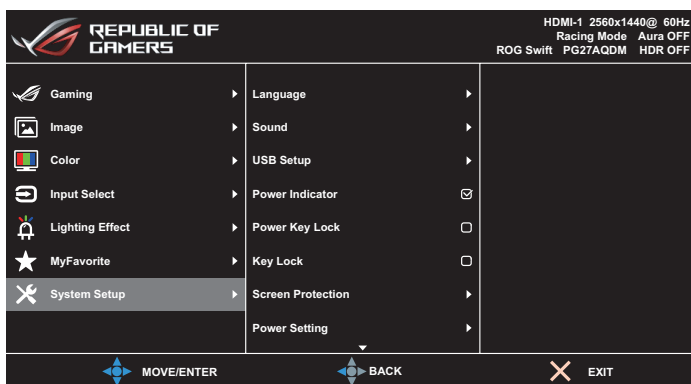 REPUBLIC OF
GAMERS
HDMI-1 2560x1440@ 60Hz
Racing Mode Aura OFF
ROG Swift PG27AQDM HDR OFF
Gaming
Image
Color
Input Select
Lighting Effect
MyFavorite
System Setup
Language
Sound
USB Setup
Power Indicator
Power Key Lock
Key Lock
Screen Protection
Power Setting
MOVE/ENTER
BACK
EXIT